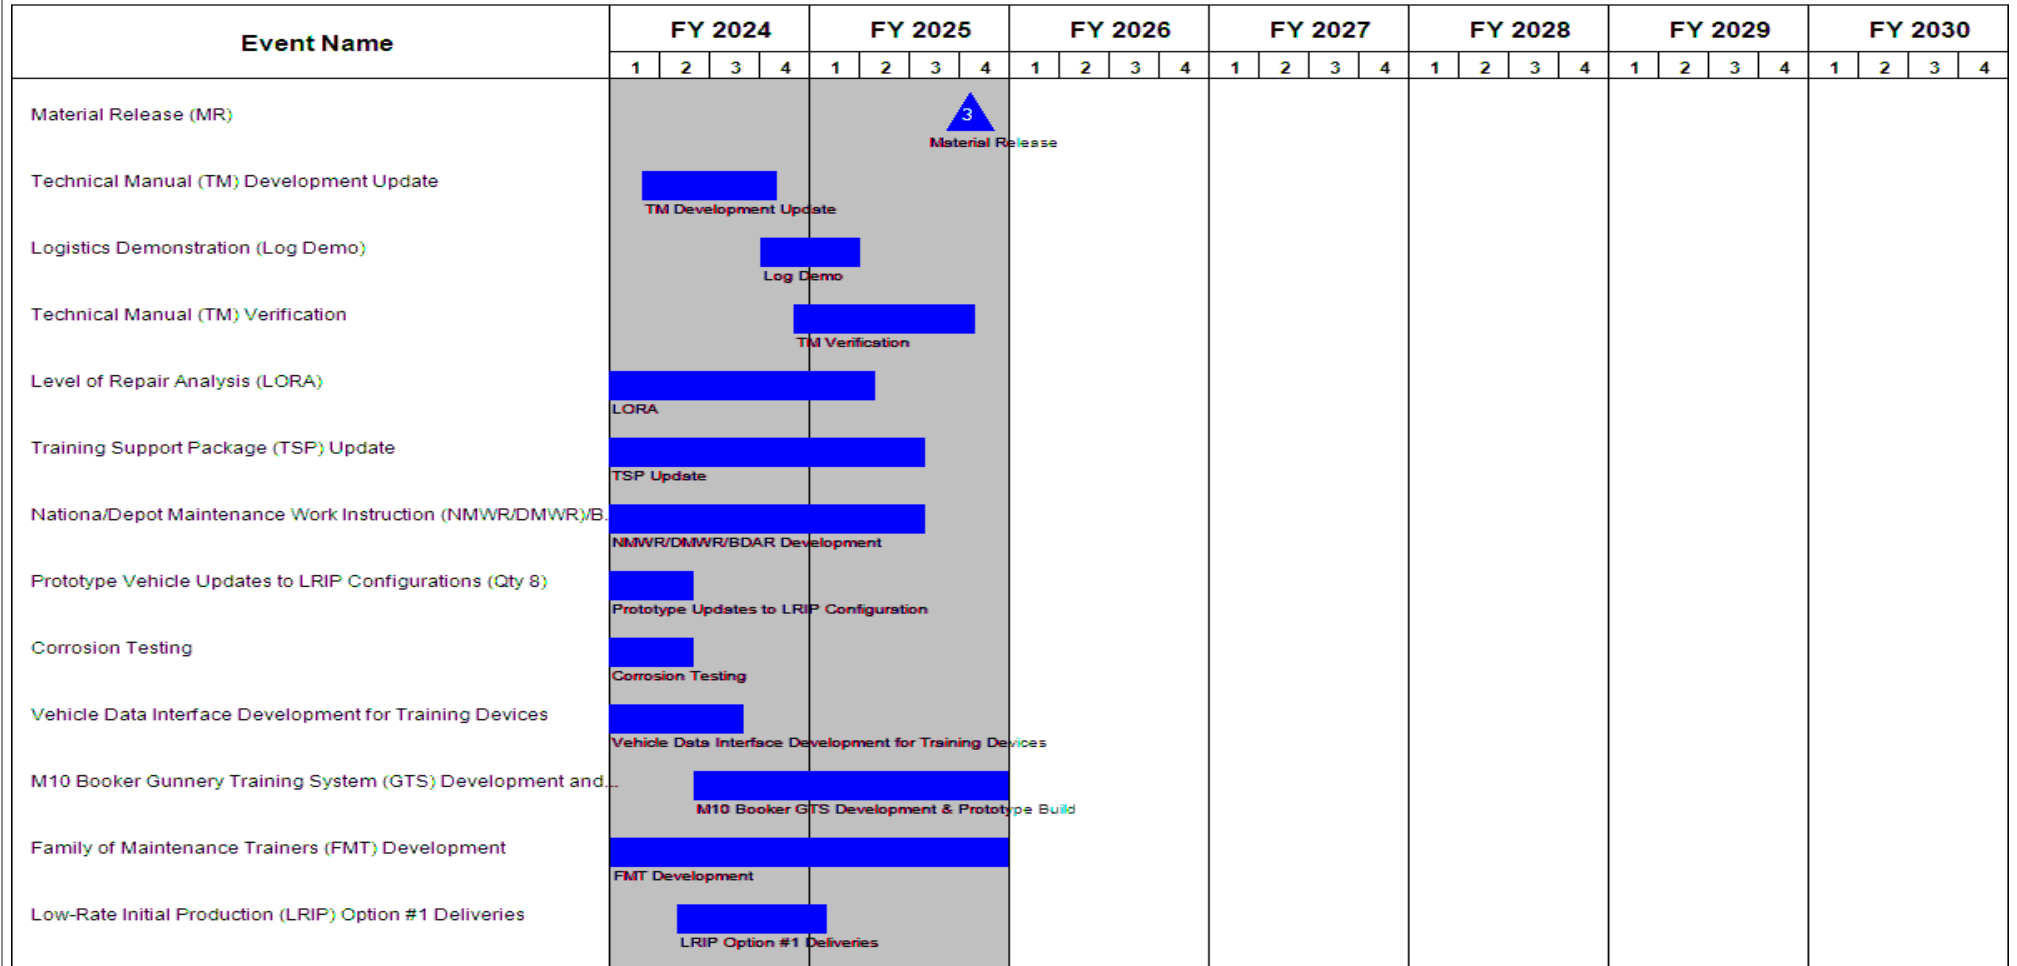 Event Name
FY 2024 FY 2025 FY 2026 FY 2027 FY 2028 FY 2029 FY 2030
1 2 3 4 1 2 3 4 1 2 3 4 1 2 3 4 1 2 3 4 1 2 3 4 1 2 3 4
Material Release (MR)
3
Material Release
Technical Manual (TM) Development Update
TM Development Update
Logistics Demonstration (Log Demo)
Log Demo
Technical Manual (TM) Verification
TM Verification
Level of Repair Analysis (LORA)
LORA
Training Support Package (TSP) Update
TSP Update
Nationa/Depot Maintenance Work Instruction (NMWR/DMWR)/B.
NMWR/DMWR/BDAR Development
Prototype Vehicle Updates to LRIP Configurations (Qty 8)
Prototype Updates to LRIP Configuration
Corrosion Testing
Corrosion Testing
Vehicle Data Interface Development for Training Devices
Vehicle Data Interface Development for Training Devices
M10 Booker Gunnery Training System (GTS) Development and...
M10 Booker GTS Development & Prototype Build
Family of Maintenance Trainers (FMT) Development
FMT Development
Low-Rate Initial Production (LRIP) Option #1 Deliveries
LRIP Option #1 Deliveries